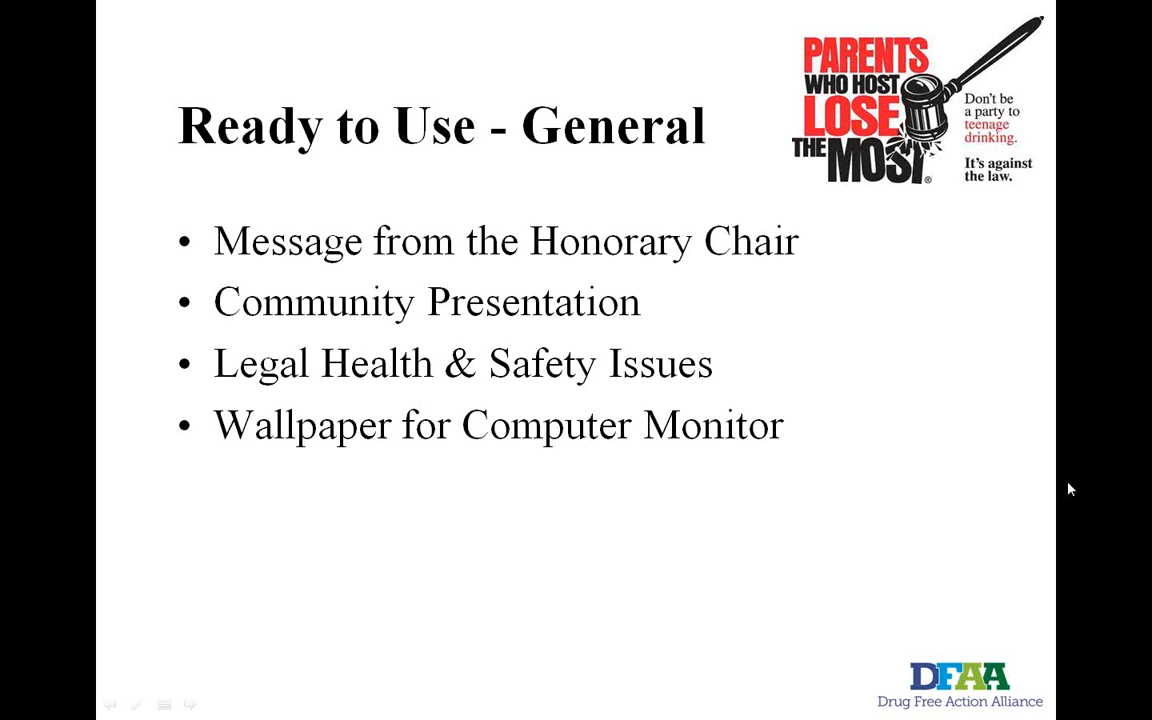 PARENTS
WHO HOST
LOSE
THE MOST®
Don't be
a party to
teenage
drinking.
It's against
the law.
Ready to Use - General
• Message from the Honorary Chair
• Community Presentation
• Legal Health & Safety Issues
• Wallpaper for Computer Monitor
DFAA
Drug Free Action Alliance